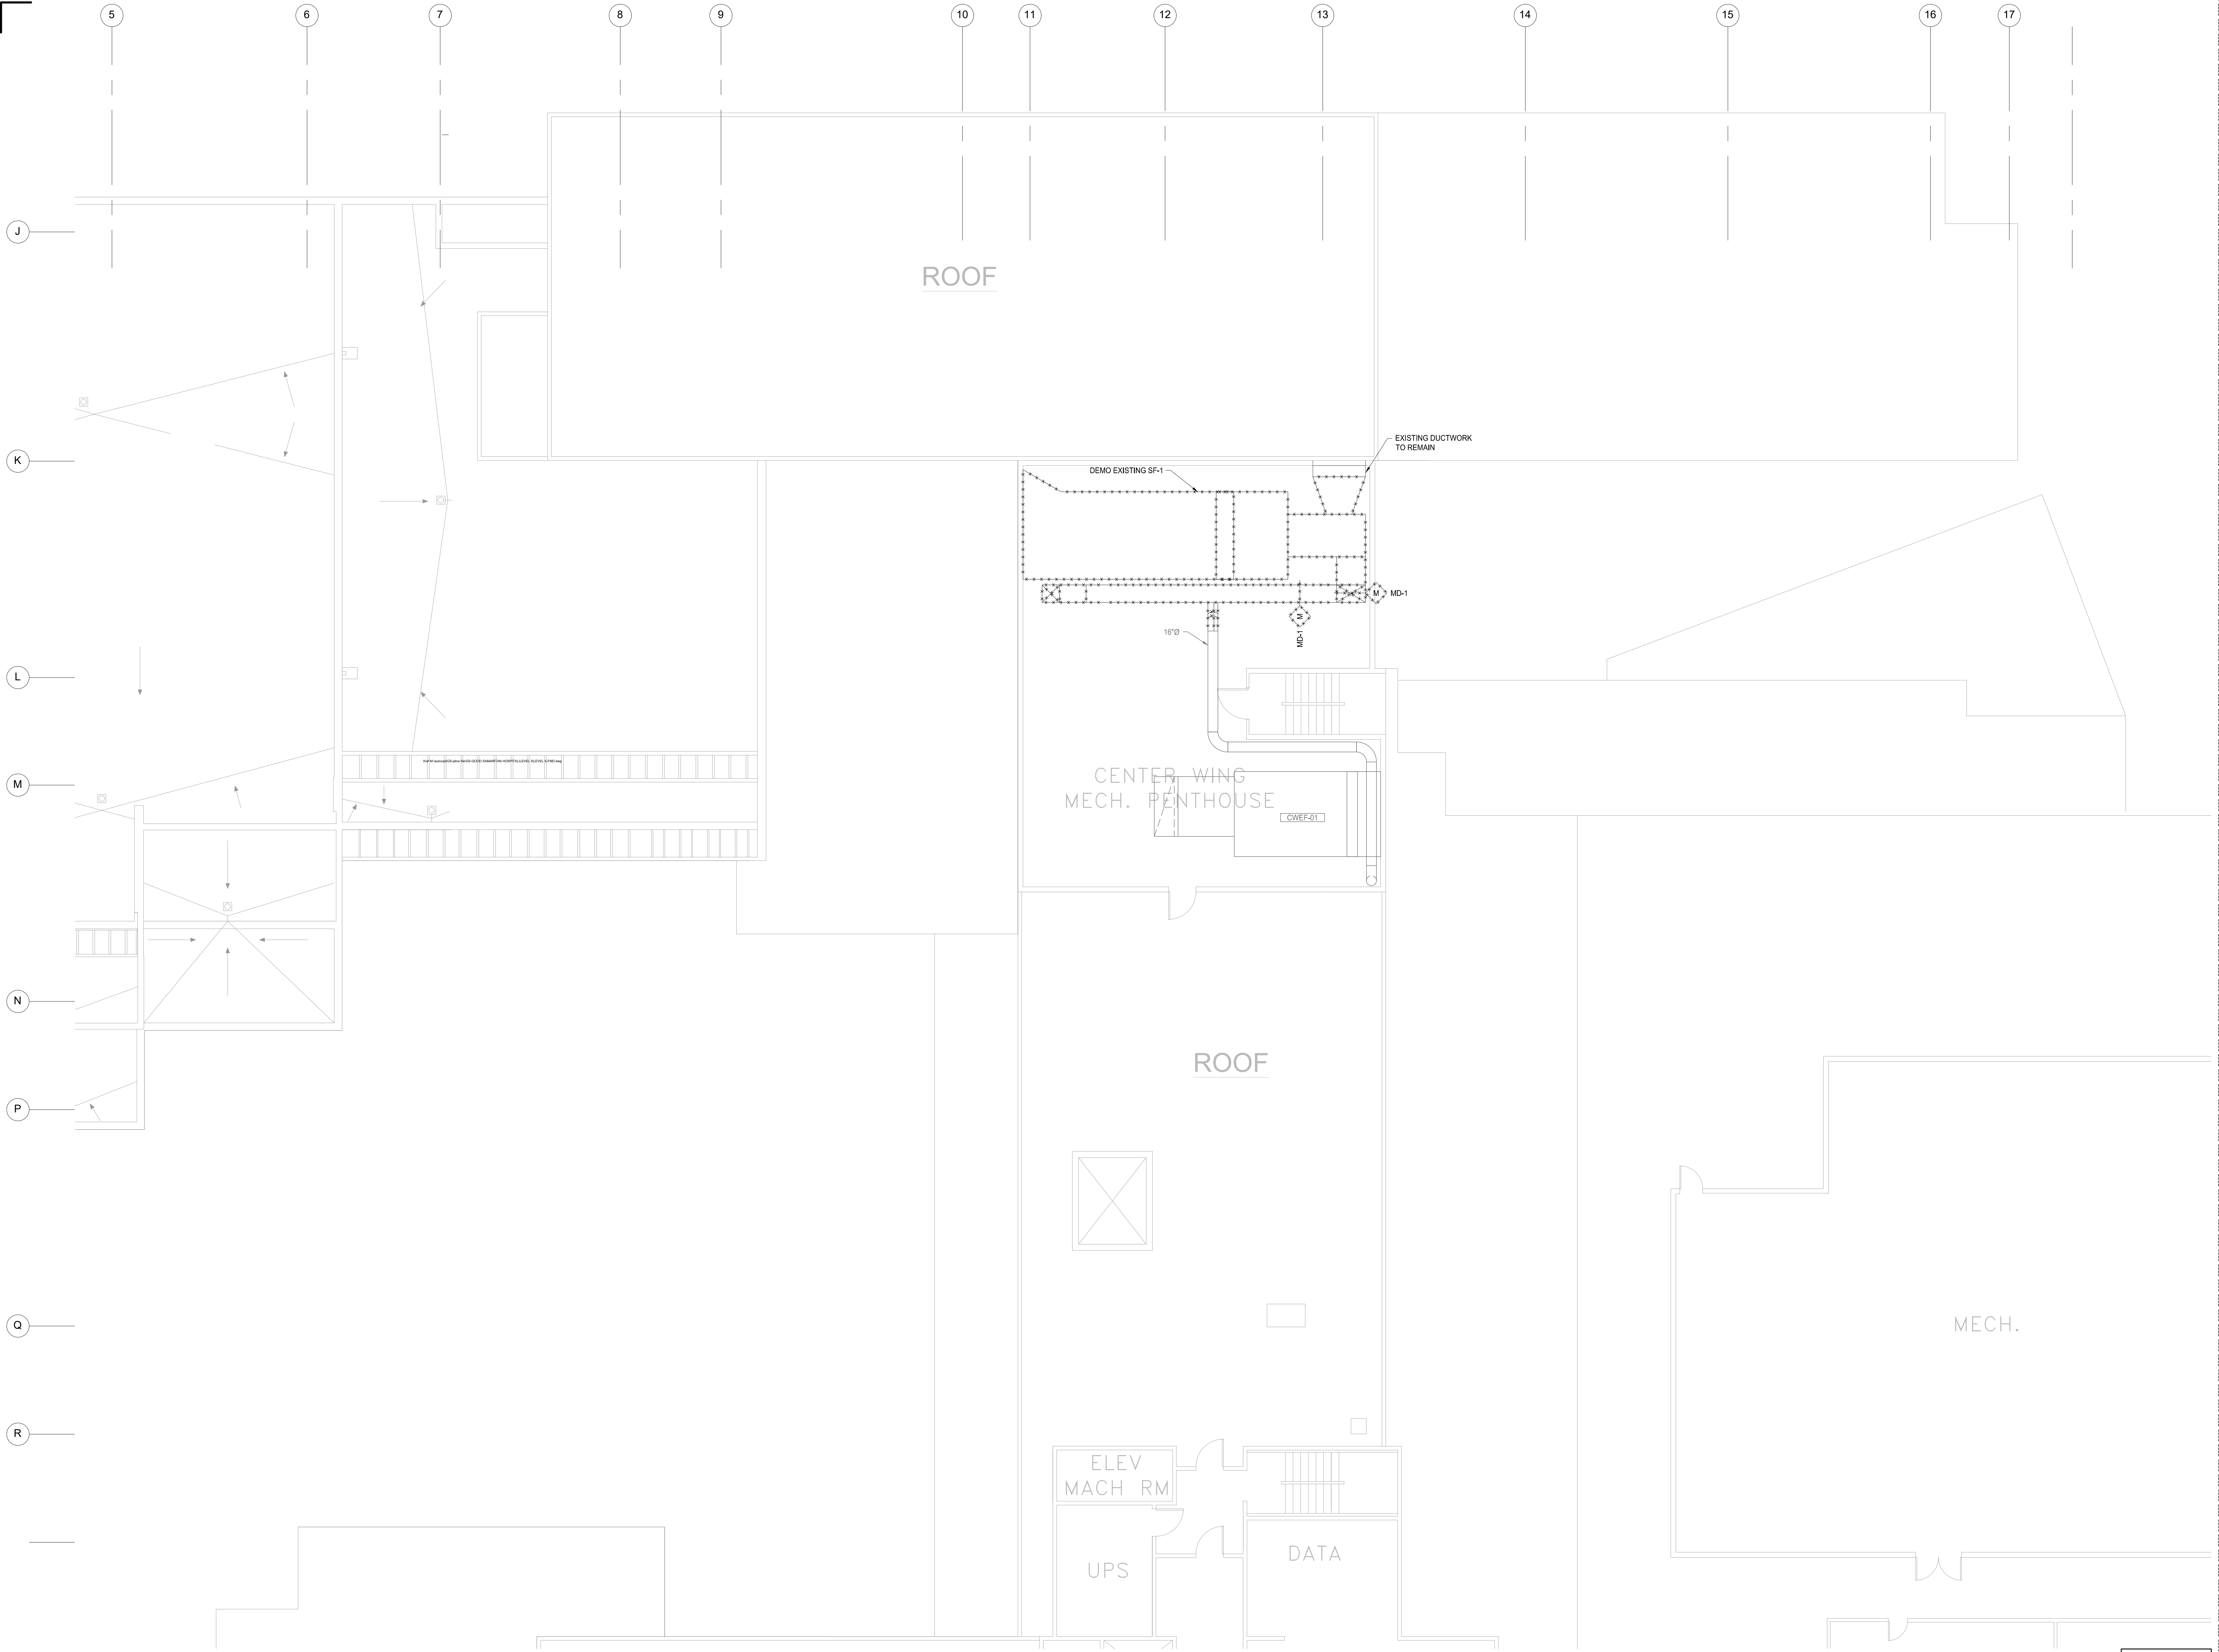 5 6 7 8 9 10 11 12 13 14 15 16 17
J
ROOF
K
EXISTING DUCTWORK
TO REMAIN
DEMO EXISTING SF-1
M MD-1
M
MD-1
16"Ø
L
CENTER WING
MECH. PENTHOUSE
M
CWEF-01
N
ROOF
P
Q
MECH.
R
ELEV
MACH RM
DATA
UPS